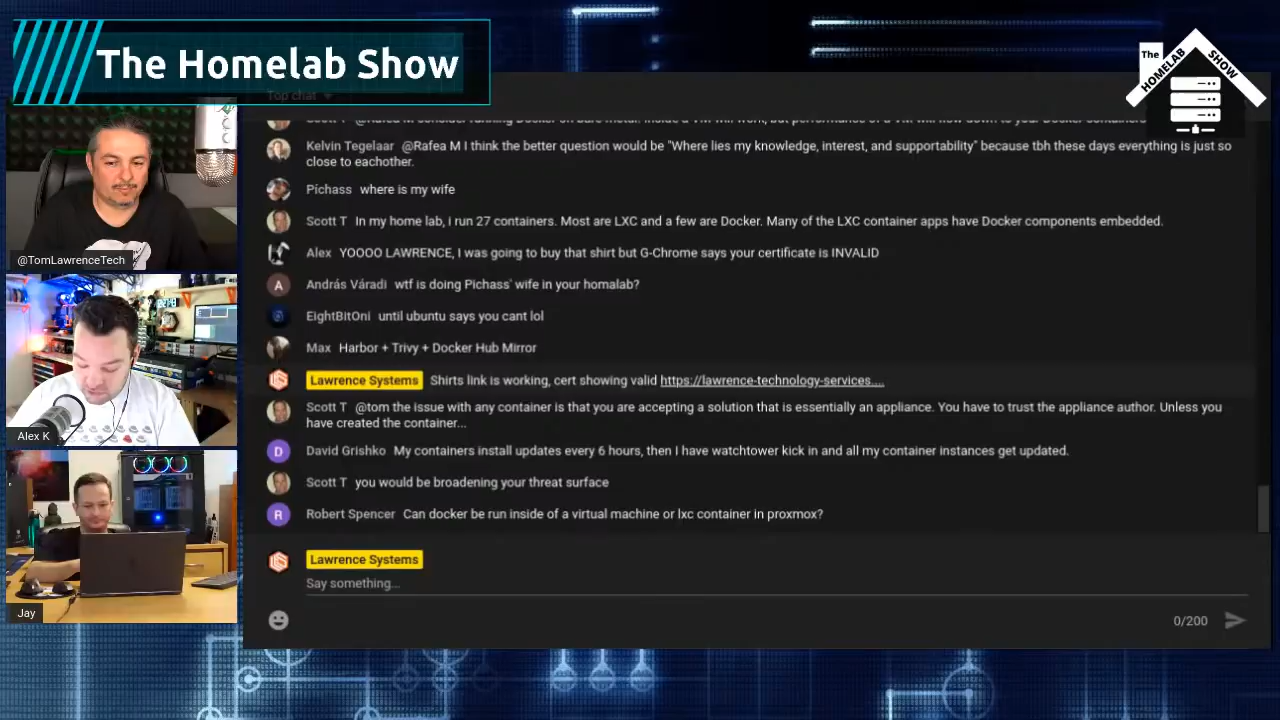 The Homelab Show
The
HOMELAB
SHOW
Top chat
Kelvin Tegelaar @Rafea M I think the better question would be "Where lies my knowledge, interest, and supportability" because tbh these days everything is just so
close to eachother.
Pichass where is my wife
Scott T In my home lab, i run 27 containers. Most are LXC and a few are Docker. Many of the LXC container apps have Docker components embedded.
Alex YOOOO LAWRENCE, I was going to buy that shirt but G-Chrome says your certificate is INVALID
András Váradi wtf is doing Pichass' wife in your homalab?
EightBitOni until ubuntu says you cant lol
Max Harbor + Trivy + Docker Hub Mirror
Lawrence Systems Shirts link is working, cert showing valid https://lawrence-technology-services....
Scott T @tom the issue with any container is that you are accepting a solution that is essentially an appliance. You have to trust the appliance author. Unless you
have created the container...
David Grishko My containers install updates every 6 hours, then I have watchtower kick in and all my container instances get updated.
Scott T you would be broadening your threat surface
Robert Spencer Can docker be run inside of a virtual machine or lxc container in proxmox?
Lawrence Systems
Say something...
0/200
@TomLawrenceTech
Alex K
Jay